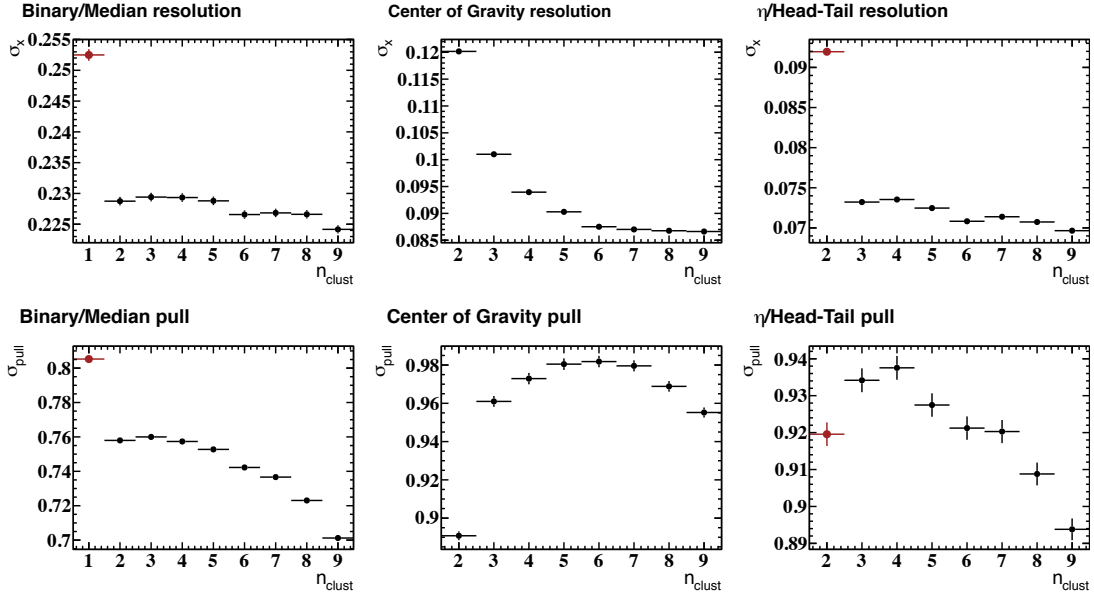 Binary/Median resolution
σx
0.255
0.25
0.245
0.24
0.235
0.23
0.225
1 2 3 4 5 6 7 8 9
nclust
Center of Gravity resolution
σx
0.12
0.115
0.11
0.105
0.1
0.095
0.09
0.085
2 3 4 5 6 7 8 9
nclust
η/Head-Tail resolution
σx
0.09
0.085
0.08
0.075
0.07
2 3 4 5 6 7 8 9
nclust
Binary/Median pull
σpull
0.8
0.78
0.76
0.74
0.72
0.7
1 2 3 4 5 6 7 8 9
nclust
Center of Gravity pull
σpull
0.98
0.96
0.94
0.92
0.9
2 3 4 5 6 7 8 9
nclust
η/Head-Tail pull
σpull
0.94
0.93
0.92
0.91
0.9
0.89
2 3 4 5 6 7 8 9
nclust